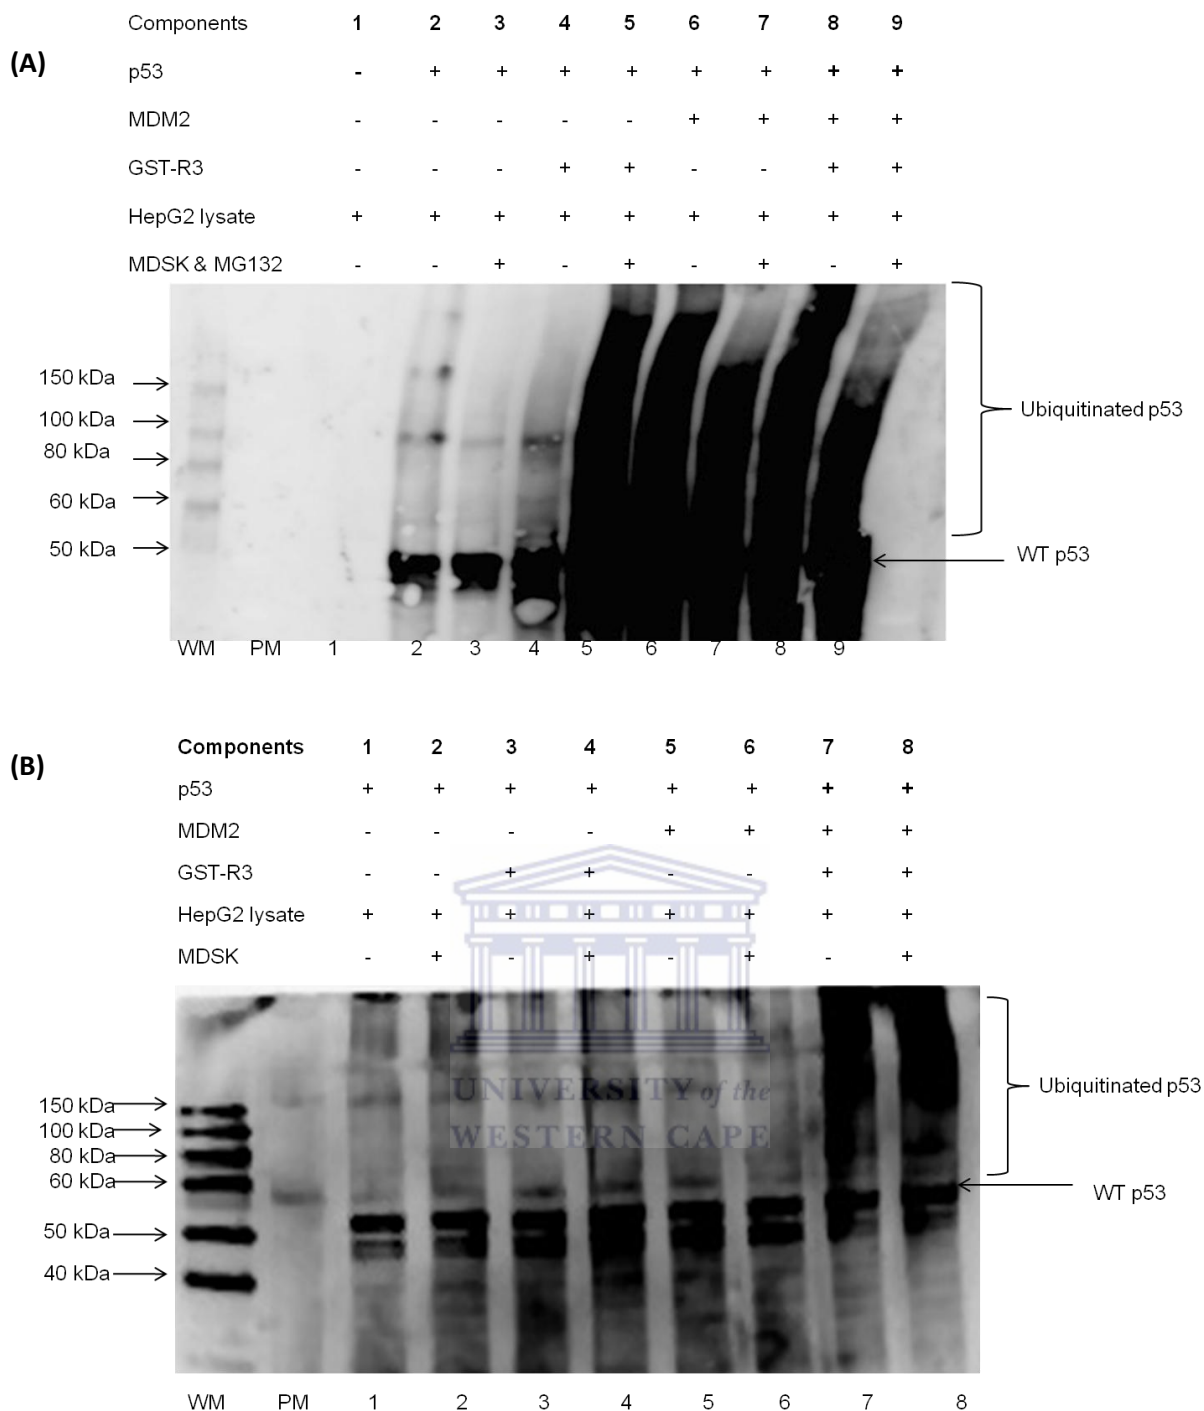 Components 1 2 3 4 5 6 7 8 9
(A)
p53 - + + + + + + + +
MDM2 - - - - - + + + +
GST-R3 - - - + + - - + +
HepG2 lysate + + + + + + + + +
MDSK & MG132 - - + - + - + - +
150 kDa
100 kDa
Ubiquitinated p53
80 kDa
60 kDa
50 kDa
WT p53
WM PM 1 2 3 4 5 6 7 8 9
Components 1 2 3 4 5 6 7 8
(B)
p53 + + + + + + + +
MDM2 - - - - + + + +
GST-R3 - - + + - - + +
HepG2 lysate + + + + + + + +
MDSK - + - + - + - +
UNIVERSITY of the
WESTERN CAPE
Ubiquitinated p53
150 kDa
100 kDa
80 kDa
60 kDa
WT p53
50 kDa
40 kDa
WM PM 1 2 3 4 5 6 7 8